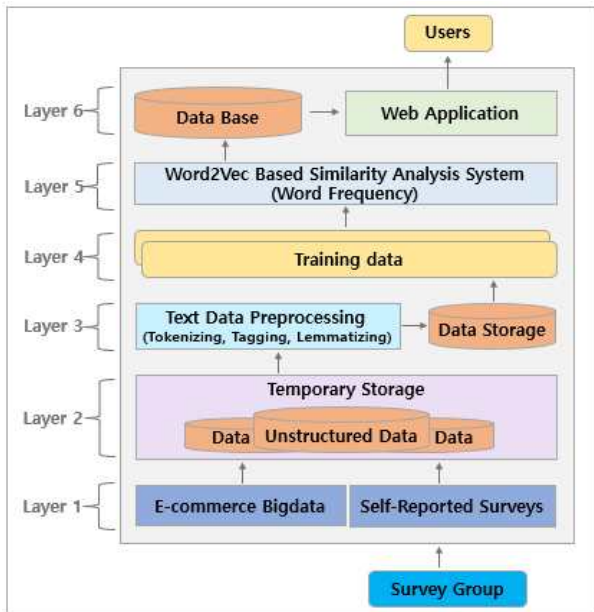 Users
Layer 6
Data Base
Web Application
Layer 5
Word2Vec Based Similarity Analysis System
(Word Frequency)
Layer 4
Training data
Layer 3
Text Data Preprocessing
(Tokenizing, Tagging, Lemmatizing)
Data Storage
Layer 2
Temporary Storage
Data
Unstructured Data
Data
Layer 1
E-commerce Bigdata
Self-Reported Surveys
Survey Group